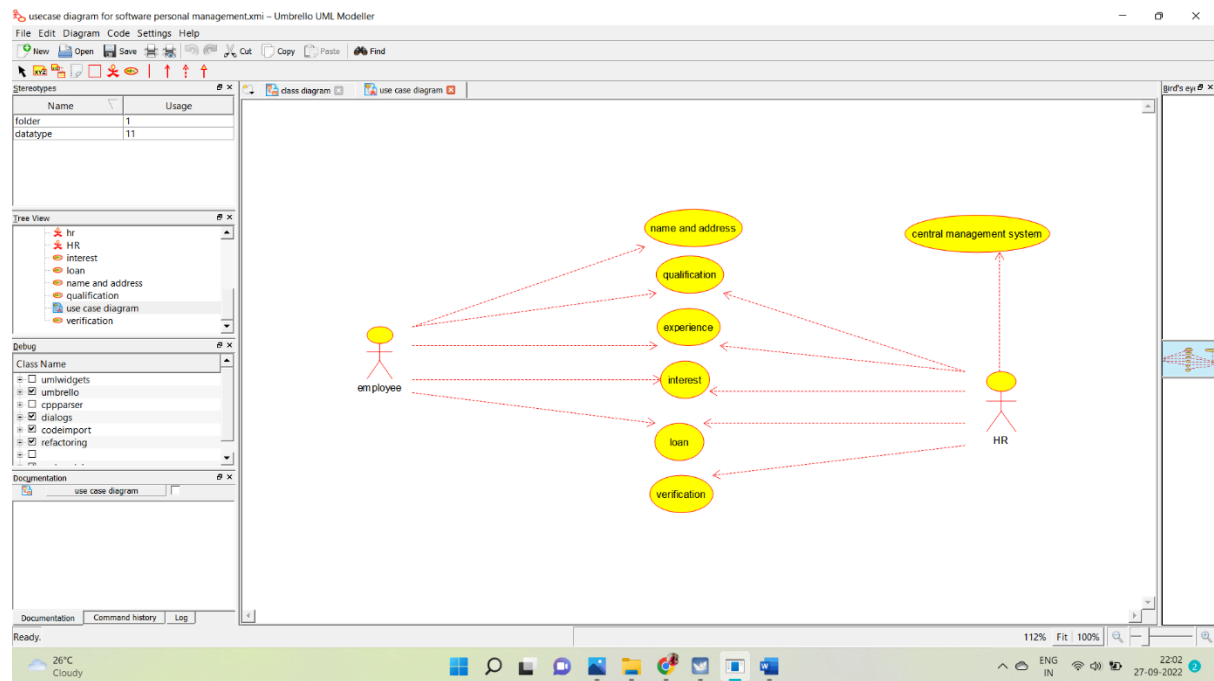 usecase diagram for software personal management.xmi – Umbrello UML Modeller
File Edit Diagram Code Settings Help
New Open Save Cut Copy Paste Find
XYZ
Stereotypes
class diagram
use case diagram
Bird's eye
Name Usage
folder 1
datatype 11
Tree View
hr
HR
interest
loan
name and address
qualification
use case diagram
verification
Debug
Class Name
umlwidgets
umbrello
cppparser
dialogs
codeimport
refactoring
Documentation
use case diagram
Documentation Command history Log
name and address
central management system
qualification
experience
employee
interest
HR
loan
verification
Ready.
112% Fit 100%
26°C
Cloudy
ENG
IN
22:02
27-09-2022
2